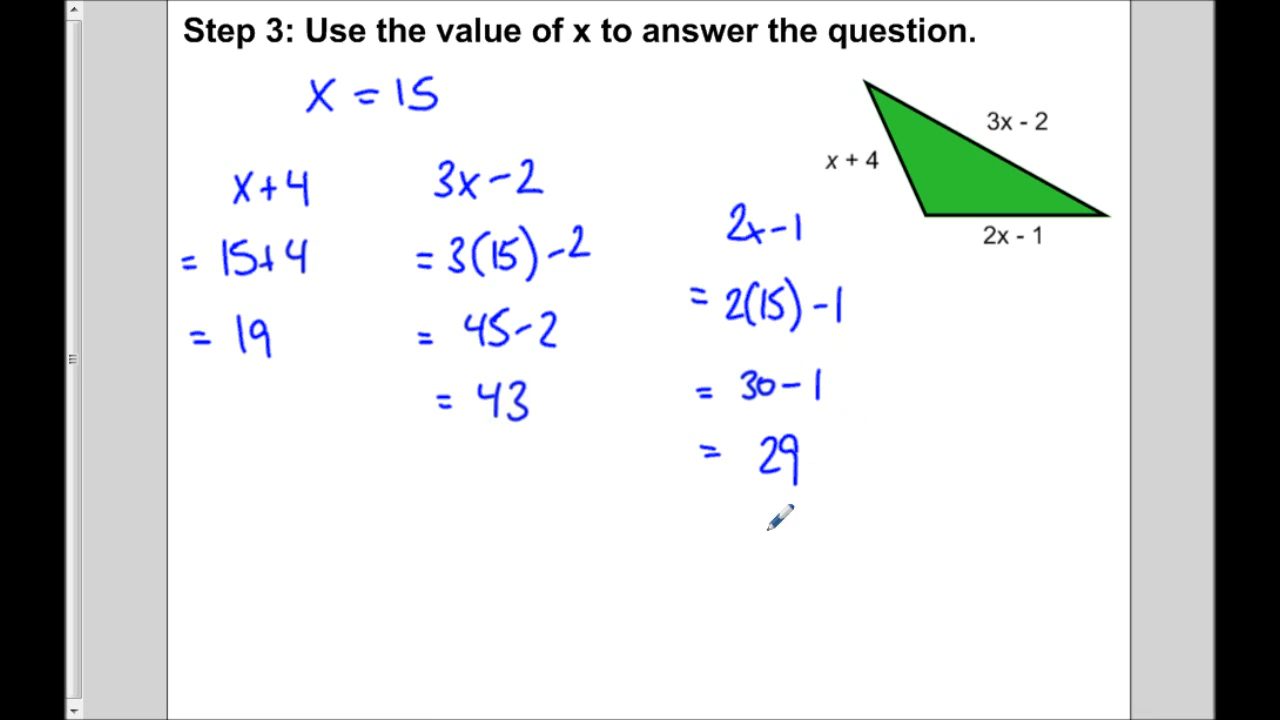 Step 3: Use the value of x to answer the question.
x = 15
x + 4
= 15+4
= 19
3x - 2
= 3(15) - 2
= 45 - 2
= 43
2x - 1
= 2(15) - 1
= 30 - 1
= 29
3x - 2
x + 4
2x - 1